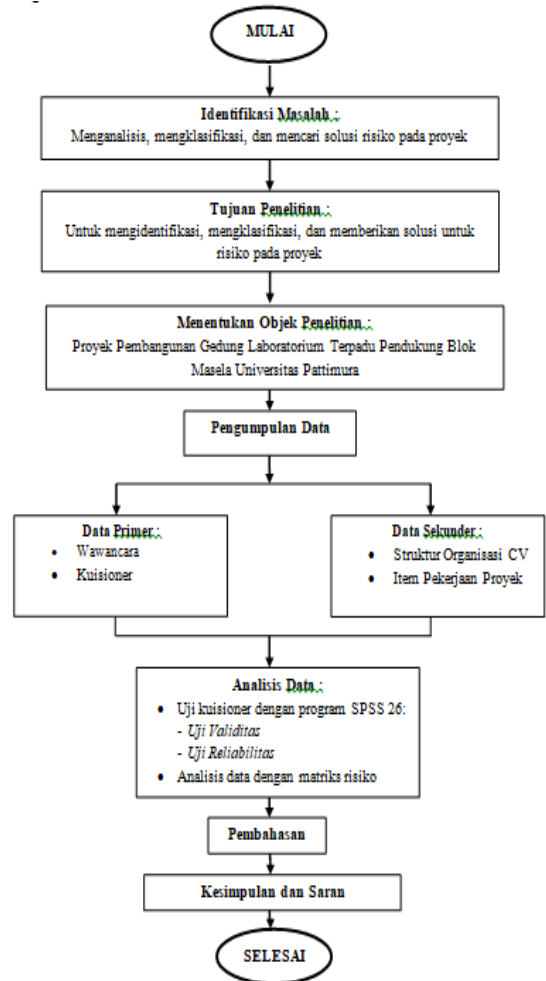 MULAI
Identifikasi Masalah :
Menganalisis, mengklasifikasi, dan mencari solusi risiko pada proyek
Tujuan Penelitian :
Untuk mengidentifikasi, mengklasifikasi, dan memberikan solusi untuk
risiko pada proyek
Menentukan Objek Penelitian :
Proyek Pembangunan Gedung Laboratorium Terpadu Pendukung Blok
Masela Universitas Pattimura
Pengumpulan Data
Data Primer :
• Wawancara
• Kuisioner
Data Sekunder :
• Struktur Organisasi CV
• Item Pekerjaan Proyek
Analisis Data :
• Uji kuisioner dengan program SPSS 26:
- Uji Validitas
- Uji Reliabilitas
• Analisis data dengan matriks risiko
Pembahasan
Kesimpulan dan Saran
SELESAI